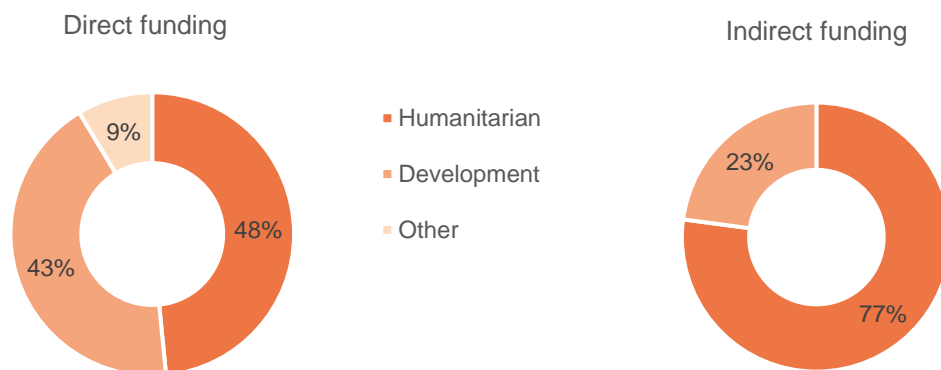 Direct funding
9%
48%
43%
Humanitarian
Development
Other
Indirect funding
23%
77%